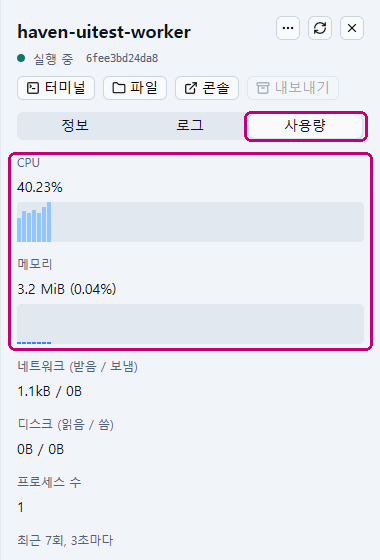 haven-uitest-worker
실행 중 6fee3bd24da8
터미널 파일 콘솔 내보내기
정보 로그 사용량
CPU
40.23%
메모리
3.2 MiB (0.04%)
네트워크 (받음 / 보냄)
1.1kB / 0B
디스크 (읽음 / 씀)
0B / 0B
프로세스 수
1
최근 7회, 3초마다